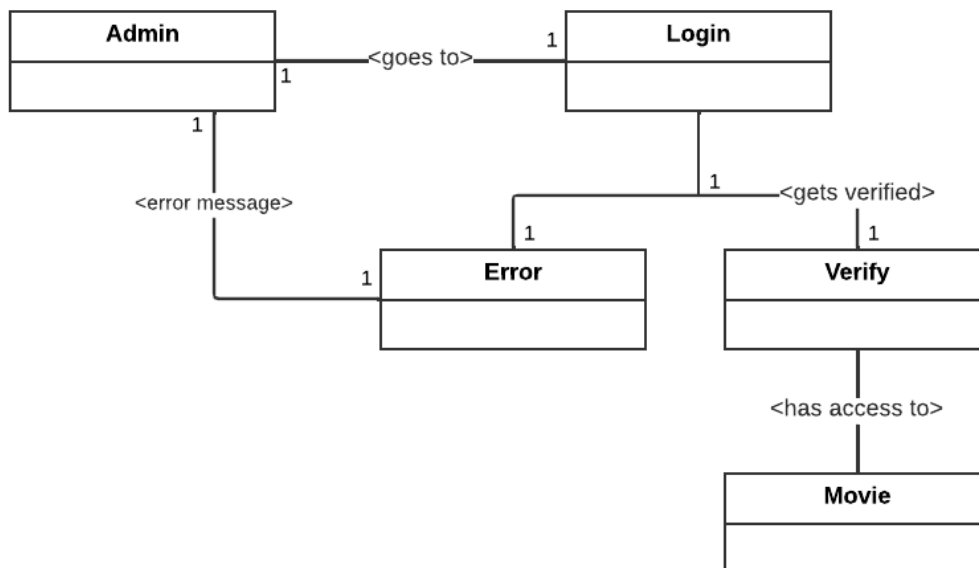 Admin
Login
1
<goes to>
1
1
<error message>
1
<gets verified>
1
1
1
Error
Verify
<has access to>
Movie